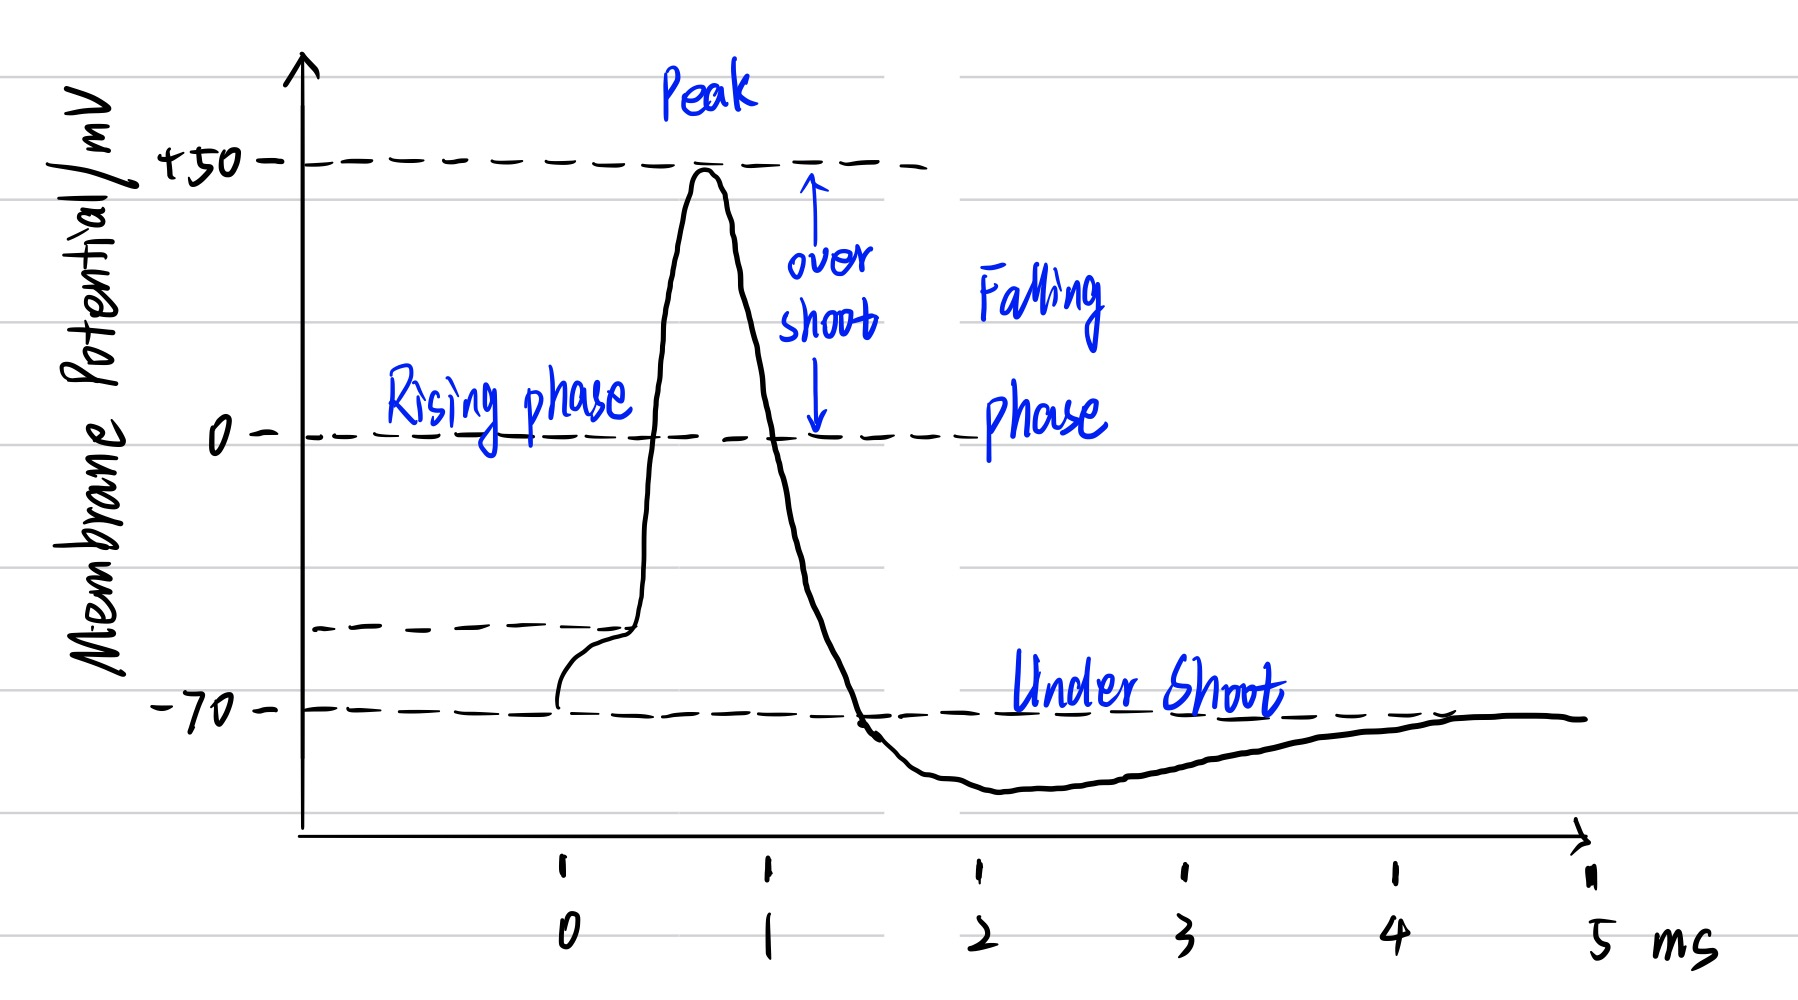 Peak
Membrane Potential/mV
+50
over
shoot
Falling
phase
Rising phase
0
Under Shoot
-70
0 1 2 3 4 5 ms